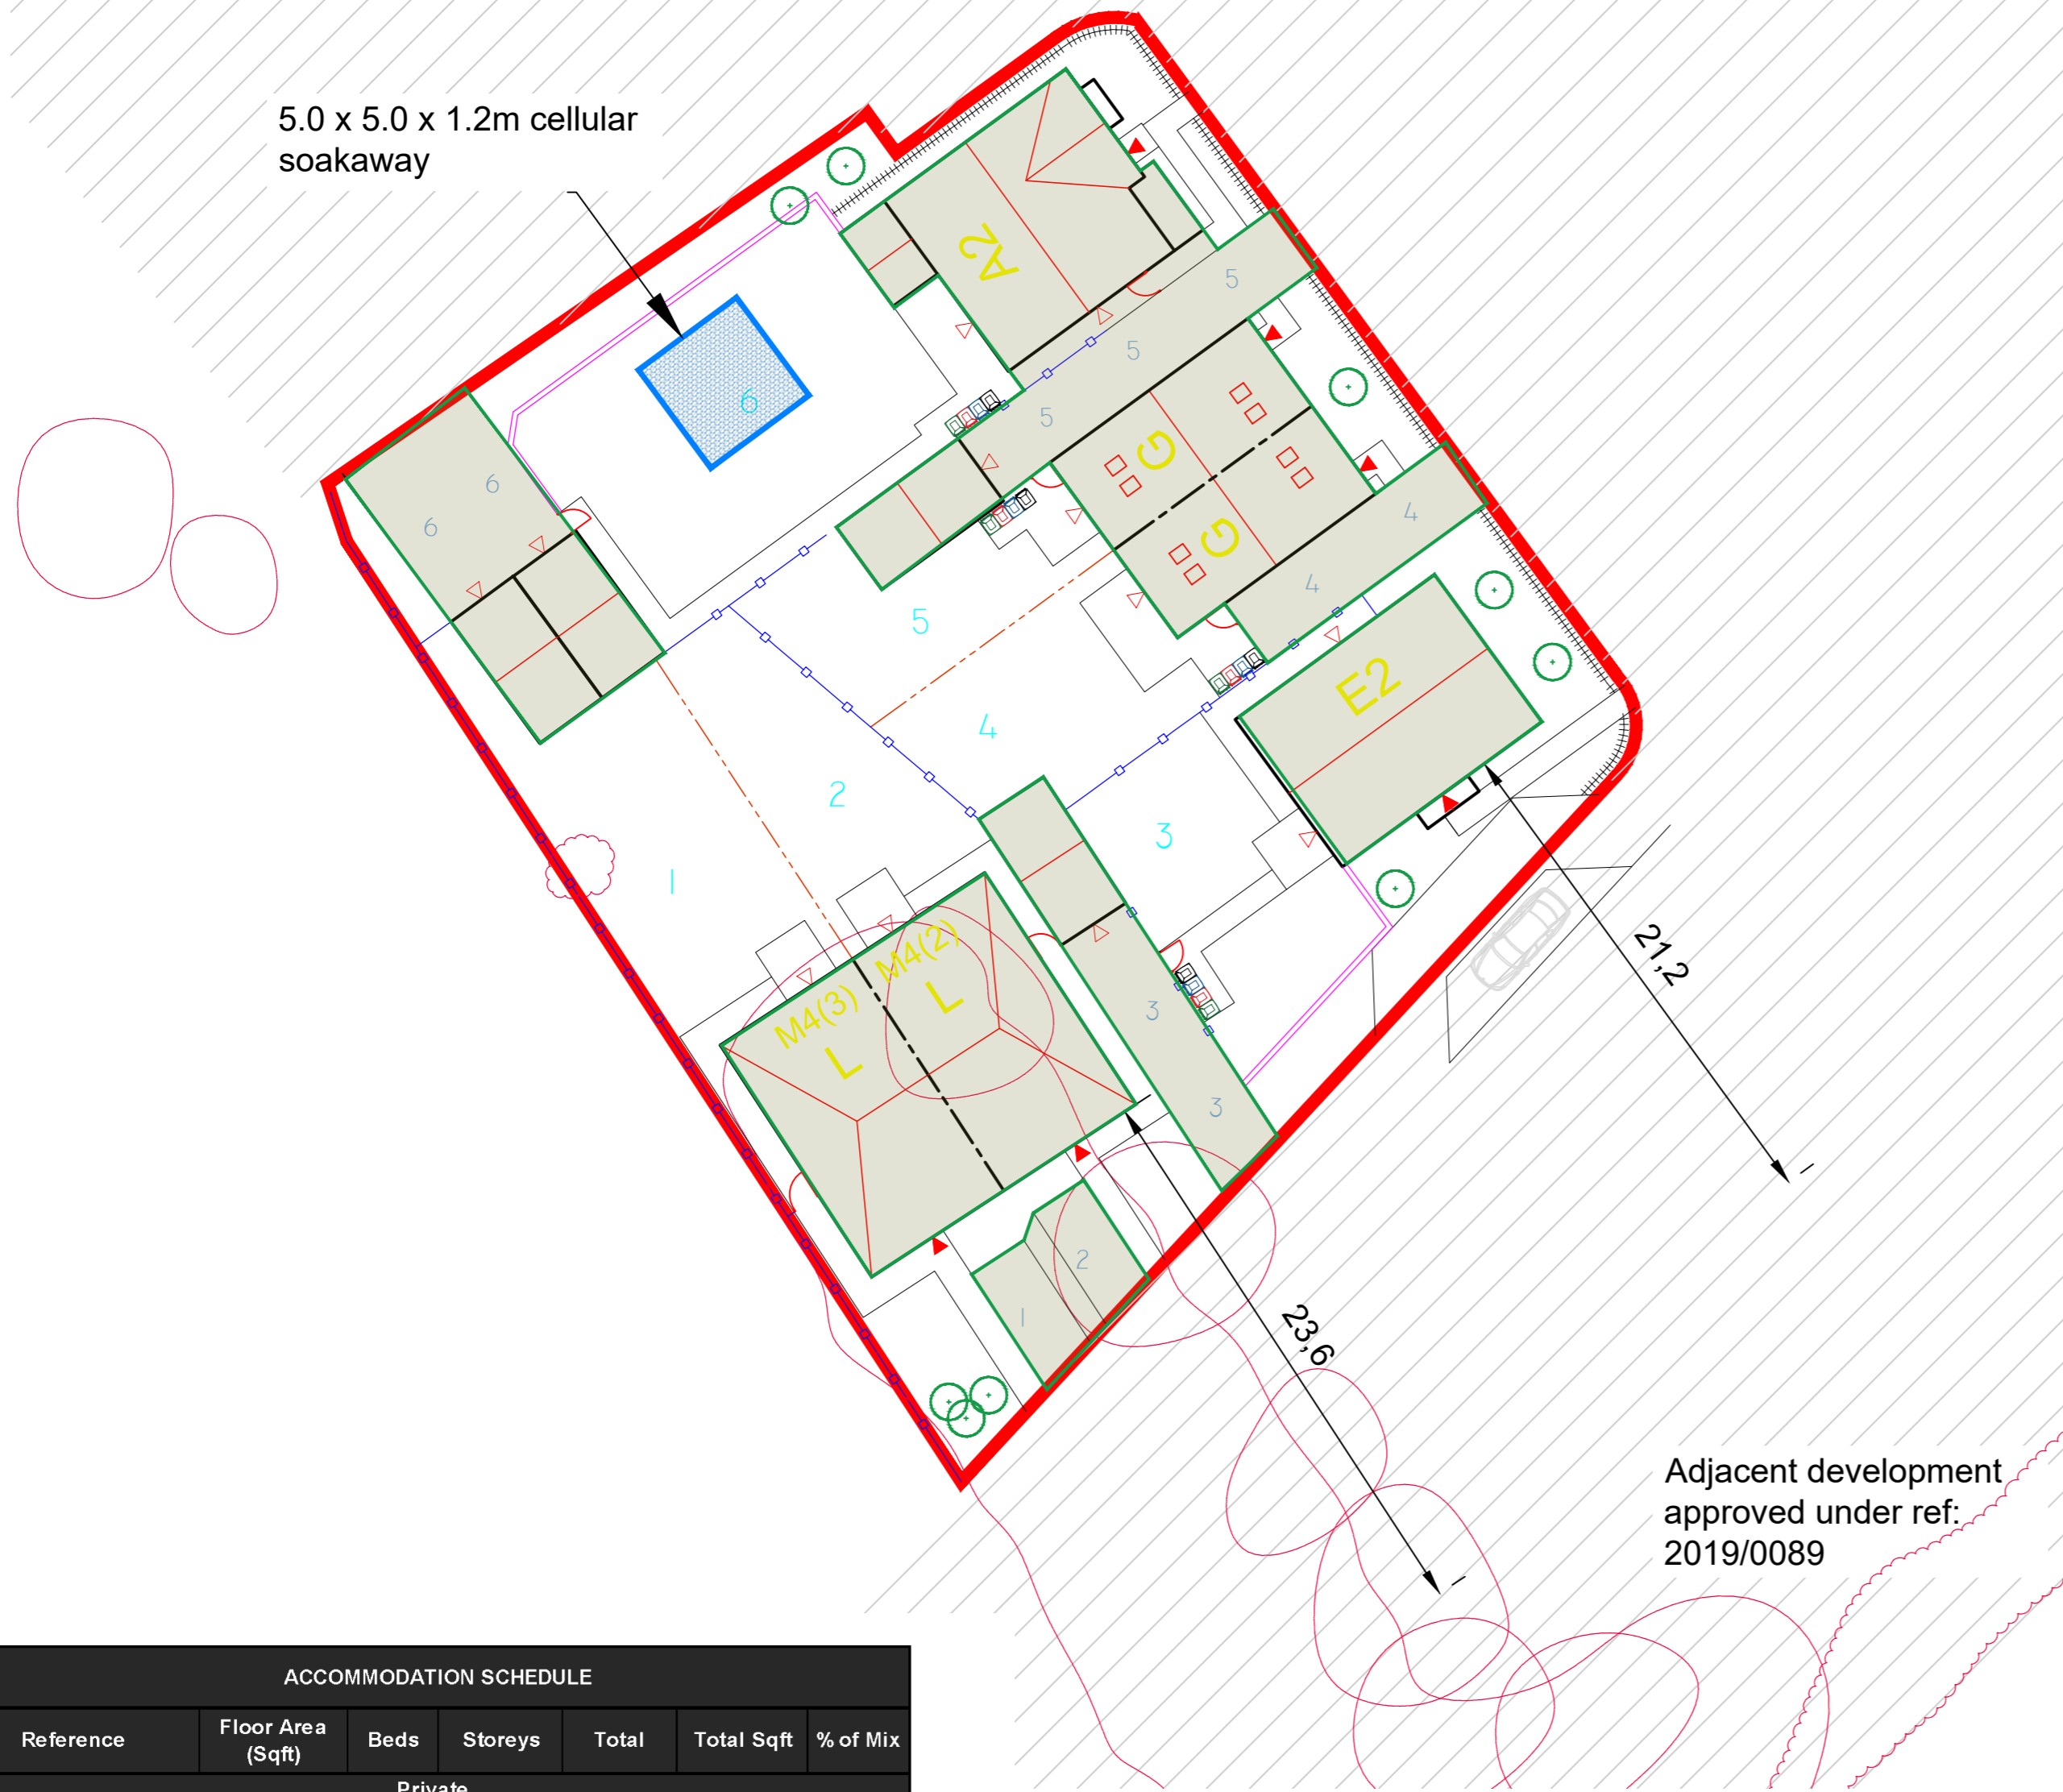 5.0 x 5.0 x 1.2m cellular
soakaway
A2
5
5
5
6
6
6
G
G
4
4
5
E2
4
2
3
1
21,2
M4(2)
L
M4(3)
L
3
3
2
1
23,6
Adjacent development
approved under ref:
2019/0089
ACCOMMODATION SCHEDULE
Reference Floor Area (Sqft) Beds Storeys Total Total Sqft % of Mix
Private